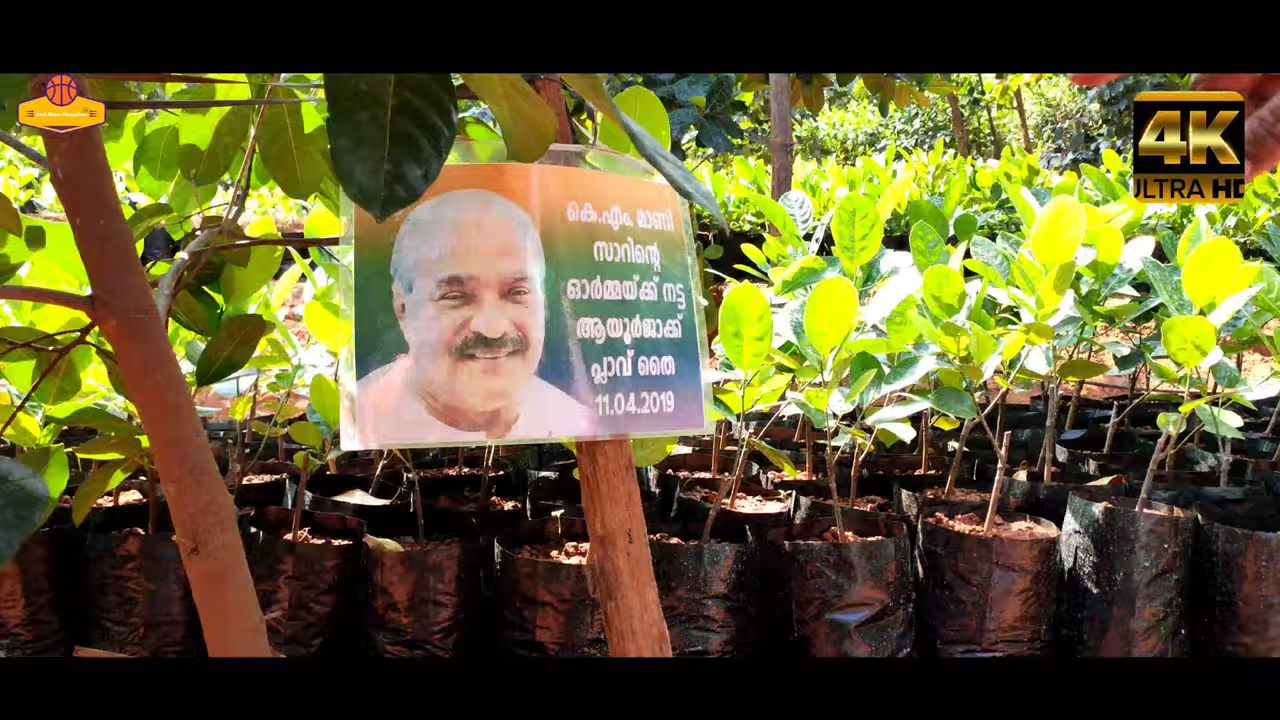 കെ.എം. മാണി
സാറിന്റെ
ഓർമ്മയ്ക്ക് നട്ട
ആയൂർജാക്ക്
പ്ലാവ് തൈ
11.04.2019
4K
ULTRA HD